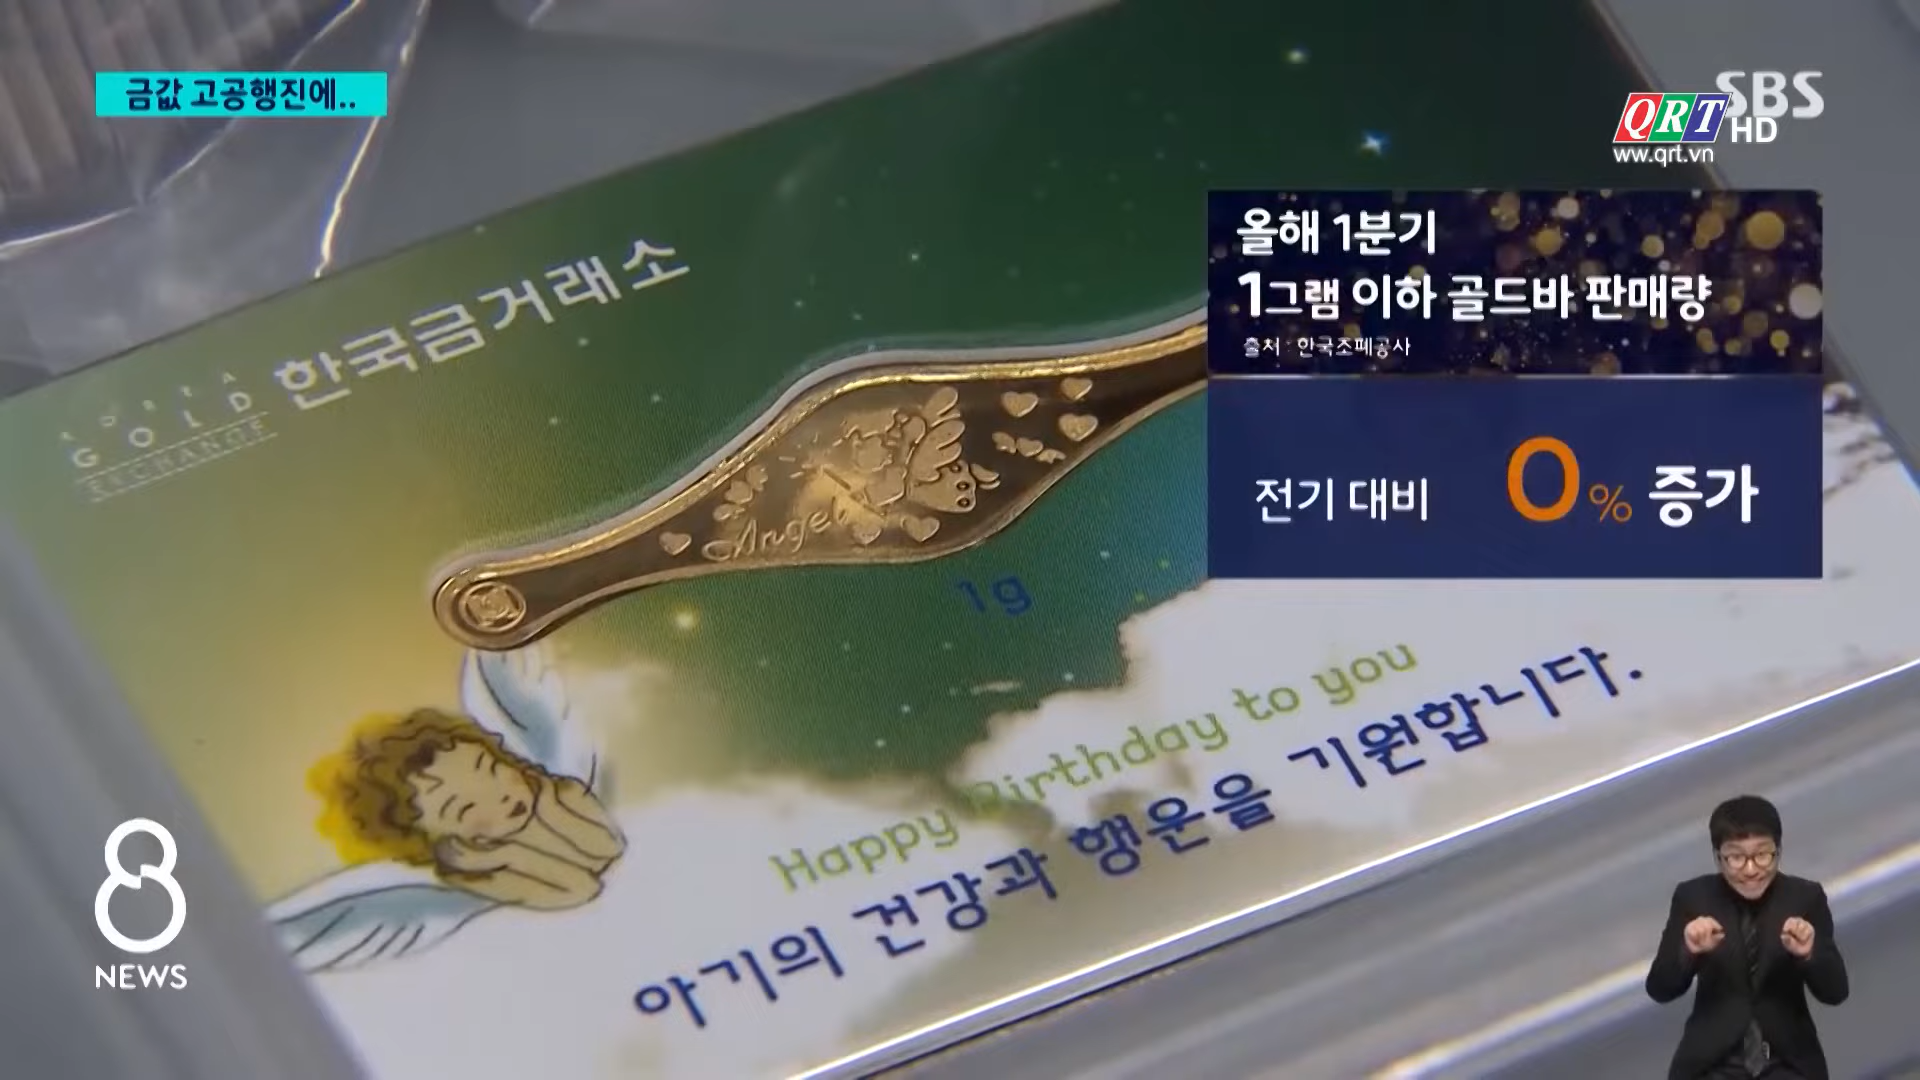 금값 고공행진에..
SBS
HD
QRT
ww.qrt.vn
올해 1분기
1그램 이하 골드바 판매량
출처 : 한국조폐공사
전기 대비 0% 증가
KOREA
GOLD
EXCHANGE
한국금거래소
Angel
1g
Happy Birthday to you
아기의 건강과 행운을 기원합니다.
8
NEWS